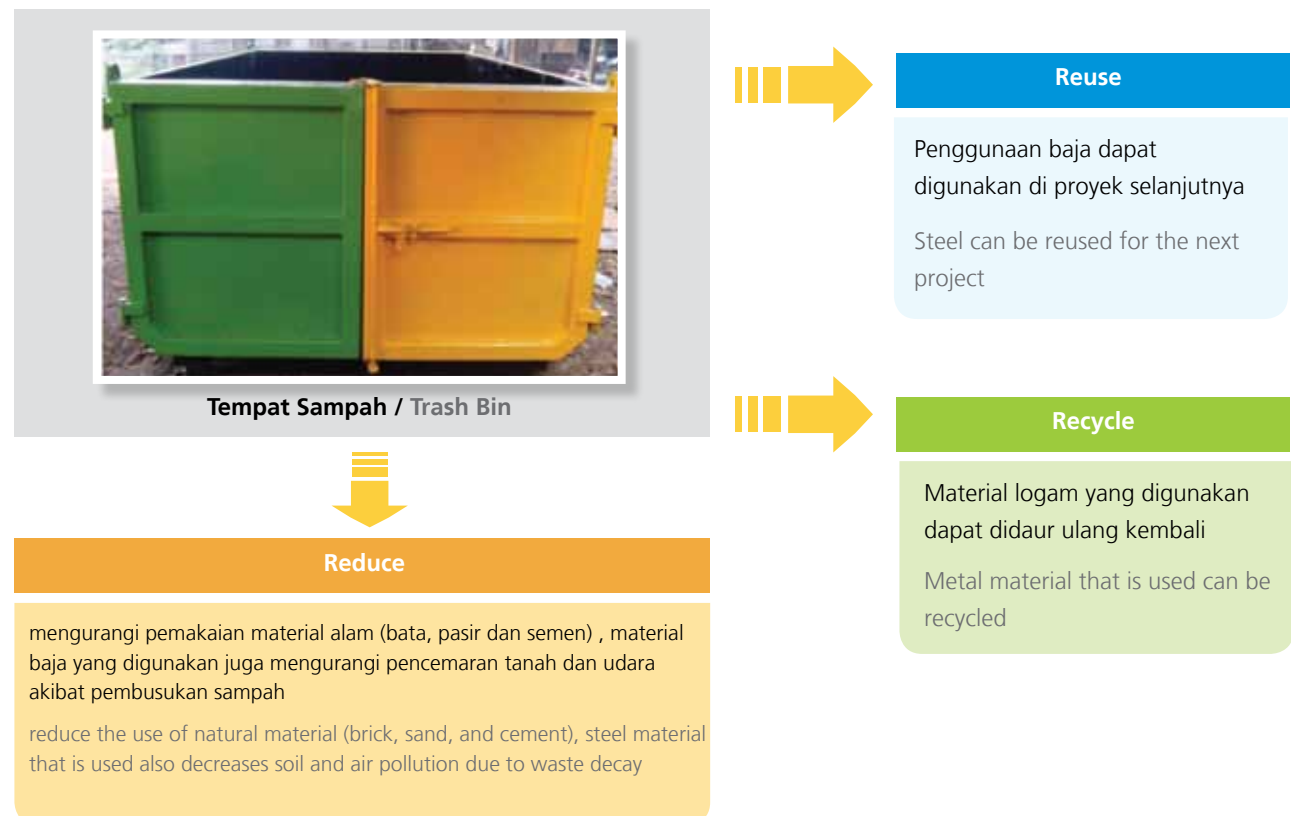 Tempat Sampah / Trash Bin
Reuse
Penggunaan baja dapat
digunakan di proyek selanjutnya
Steel can be reused for the next
project
Recycle
Material logam yang digunakan
dapat didaur ulang kembali
Metal material that is used can be
recycled
Reduce
mengurangi pemakaian material alam (bata, pasir dan semen) , material
baja yang digunakan juga mengurangi pencemaran tanah dan udara
akibat pembusukan sampah
reduce the use of natural material (brick, sand, and cement), steel material
that is used also decreases soil and air pollution due to waste decay